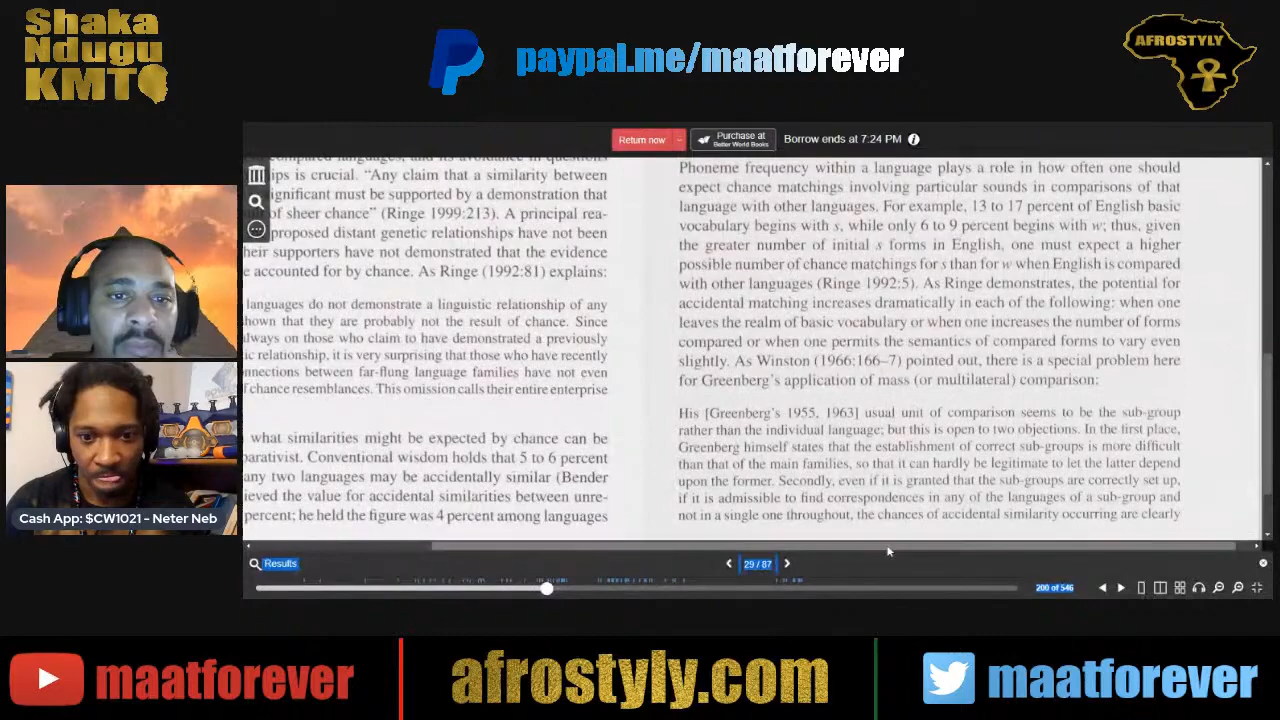 Shaka
Ndugu
KMT
paypal.me/maatforever
AFROSTYLY
Return now
Purchase at
Better World Books
Borrow ends at 7:24 PM
compared languages, and its avoidance in questions
ips is crucial. “Any claim that a similarity between
ignificant must be supported by a demonstration that
of sheer chance” (Ringe 1999:213). A principal rea-
proposed distant genetic relationships have not been
heir supporters have not demonstrated that the evidence
e accounted for by chance. As Ringe (1992:81) explains:
languages do not demonstrate a linguistic relationship of any
hown that they are probably not the result of chance. Since
lways on those who claim to have demonstrated a previously
ic relationship, it is very surprising that those who have recently
nnections between far-flung language families have not even
f chance resemblances. This omission calls their entire enterprise
what similarities might be expected by chance can be
parativist. Conventional wisdom holds that 5 to 6 percent
any two languages may be accidentally similar (Bender
ieved the value for accidental similarities between unre-
percent; he held the figure was 4 percent among languages
Phoneme frequency within a language plays a role in how often one should
expect chance matchings involving particular sounds in comparisons of that
language with other languages. For example, 13 to 17 percent of English basic
vocabulary begins with s, while only 6 to 9 percent begins with w; thus, given
the greater number of initial s forms in English, one must expect a higher
possible number of chance matchings for s than for w when English is compared
with other languages (Ringe 1992:5). As Ringe demonstrates, the potential for
accidental matching increases dramatically in each of the following: when one
leaves the realm of basic vocabulary or when one increases the number of forms
compared or when one permits the semantics of compared forms to vary even
slightly. As Winston (1966:166–7) pointed out, there is a special problem here
for Greenberg’s application of mass (or multilateral) comparison:
His [Greenberg’s 1955, 1963] usual unit of comparison seems to be the sub-group
rather than the individual language; but this is open to two objections. In the first place,
Greenberg himself states that the establishment of correct sub-groups is more difficult
than that of the main families, so that it can hardly be legitimate to let the latter depend
upon the former. Secondly, even if it is granted that the sub-groups are correctly set up,
if it is admissible to find correspondences in any of the languages of a sub-group and
not in a single one throughout, the chances of accidental similarity occurring are clearly
Cash App: $CW1021 - Neter Neb
Results
29 / 87
200 of 546
maatforever
afrostyly.com
maatforever